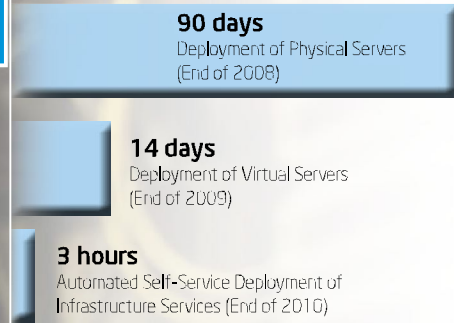 90 days
Deployment of Physical Servers
(End of 2008)
14 days
Deployment of Virtual Servers
(End of 2009)
3 hours
Automated Self-Service Deployment of
Infrastructure Services (End of 2010)